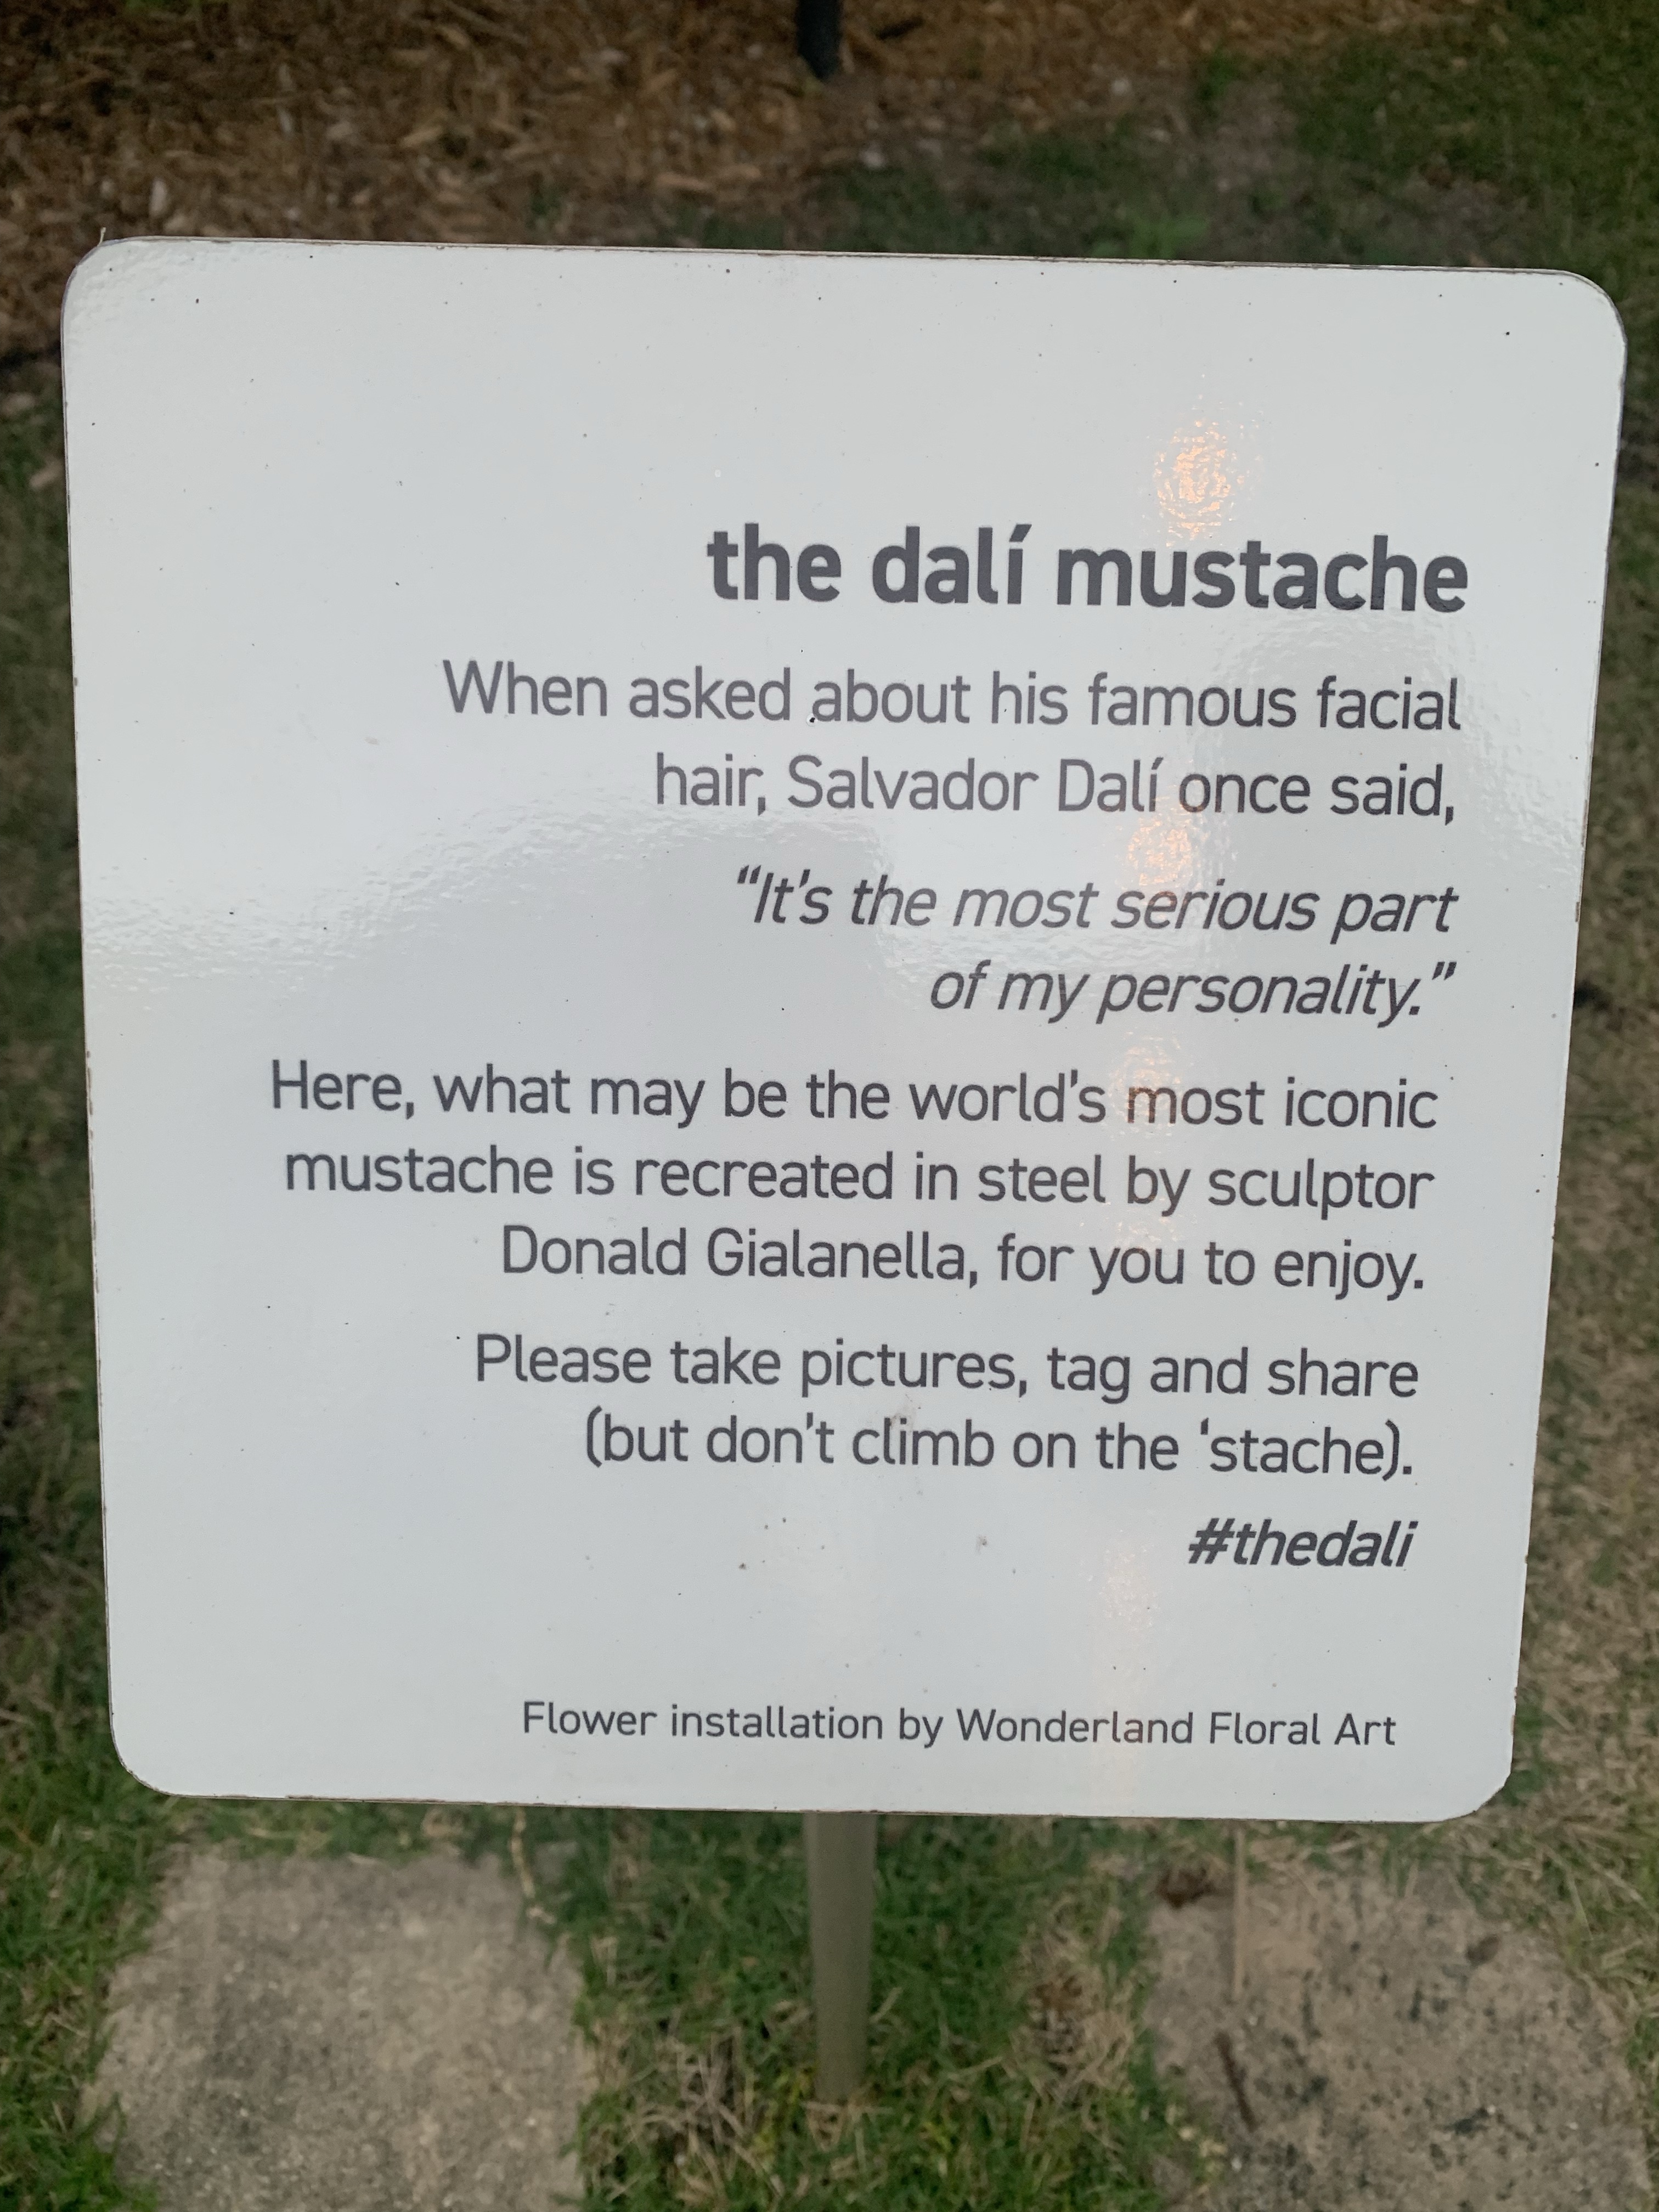 the dalí mustache
When asked about his famous facial
hair, Salvador Dalí once said,
“It's the most serious part
of my personality.”
Here, what may be the world's most iconic
mustache is recreated in steel by sculptor
Donald Gialanella, for you to enjoy.
Please take pictures, tag and share
(but don't climb on the ‘stache).
#thedali
Flower installation by Wonderland Floral Art